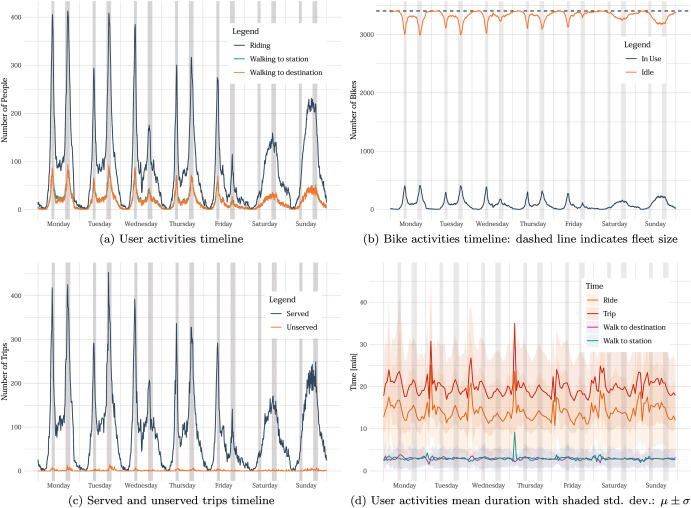 Number of People
400
300
200
100
0
Legend
Riding
Walking to station
Walking to destination
Monday Tuesday Wednesday Thursday Friday Saturday Sunday
(a) User activities timeline
Number of Bikes
3000
2000
1000
0
Legend
In Use
Idle
Monday Tuesday Wednesday Thursday Friday Saturday Sunday
(b) Bike activities timeline: dashed line indicates fleet size
Number of Trips
400
300
200
100
0
Legend
Served
Unserved
Monday Tuesday Wednesday Thursday Friday Saturday Sunday
(c) Served and unserved trips timeline
Time [min]
60
40
30
20
10
0
Time
Ride
Trip
Walk to destination
Walk to station
Monday Tuesday Wednesday Thursday Friday Saturday Sunday
(d) User activities mean duration with shaded std. dev.: μ ± σ